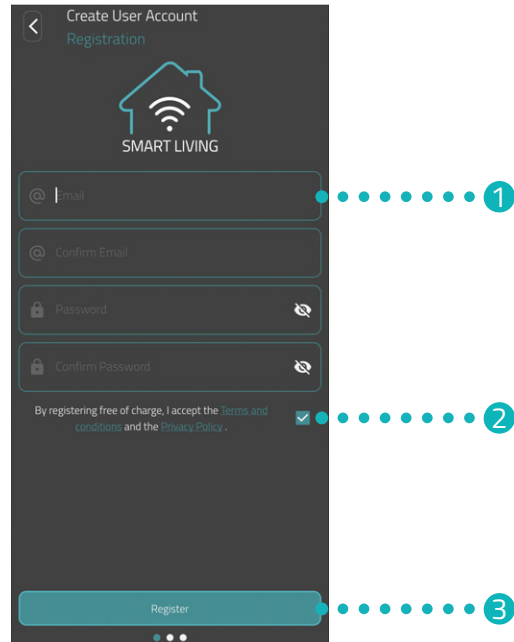 Create User Account
Registration
SMART LIVING
Email
1
Confirm Email
Password
Confirm Password
By registering free of charge, I accept the Terms and
conditions and the Privacy Policy .
2
Register
3